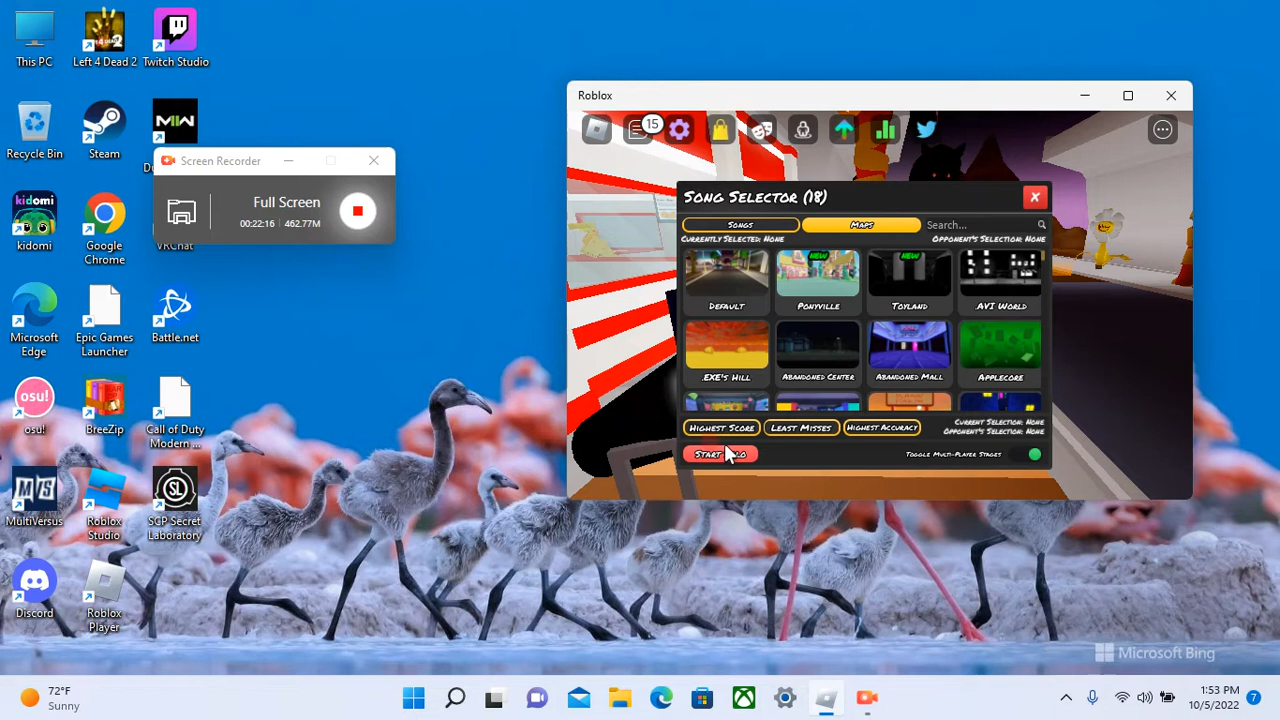 This PC
Left 4 Dead 2
Twitch Studio
Recycle Bin
Steam
MW
kidomi
kidomi
Google
Chrome
VRChat
Microsoft
Edge
Epic Games
Launcher
Battle.net
osu!
osu!
BreeZip
Call of Duty
Modern ...
M/S
MultiVersus
Roblox
Studio
SCP Secret
Laboratory
Discord
Roblox
Player
Screen Recorder
Full Screen
00:22:16 462.77M
Roblox
15
Song Selector (18)
X
Songs
Maps
Search...
Currently Selected: None
Opponent's Selection: None
Default
NEW
Ponyville
NEW
Toyland
AVI World
.EXE's Hill
Abandoned Center
Abandoned Mall
Applecore
Highest Score
Least Misses
Highest Accuracy
Current Selection: None
Opponent's Selection: None
Start
Toggle Multi-Player Stages
Microsoft Bing
72°F
Sunny
1:53 PM
10/5/2022
7